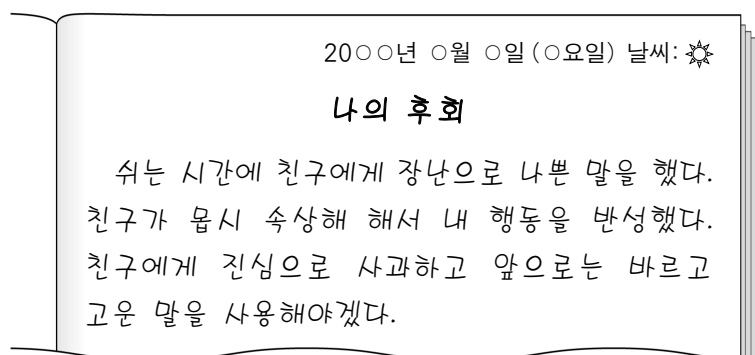 20○○년 ○월 ○일 (○요일) 날씨:
나의 후회
쉬는 시간에 친구에게 장난으로 나쁜 말을 했다.
친구가 몹시 속상해 해서 내 행동을 반성했다.
친구에게 진심으로 사과하고 앞으로는 바르고
고운 말을 사용해야겠다.